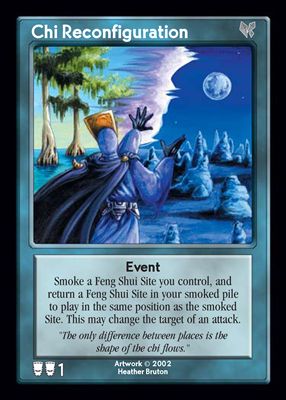 Chi Reconfiguration
Event
Smoke a Feng Shui Site you control, and
return a Feng Shui Site in your smoked pile
to play in the same position as the smoked
Site. This may change the target of an attack.
"The only difference between places is the
shape of the chi flows."
1
Artwork © 2002
Heather Bruton